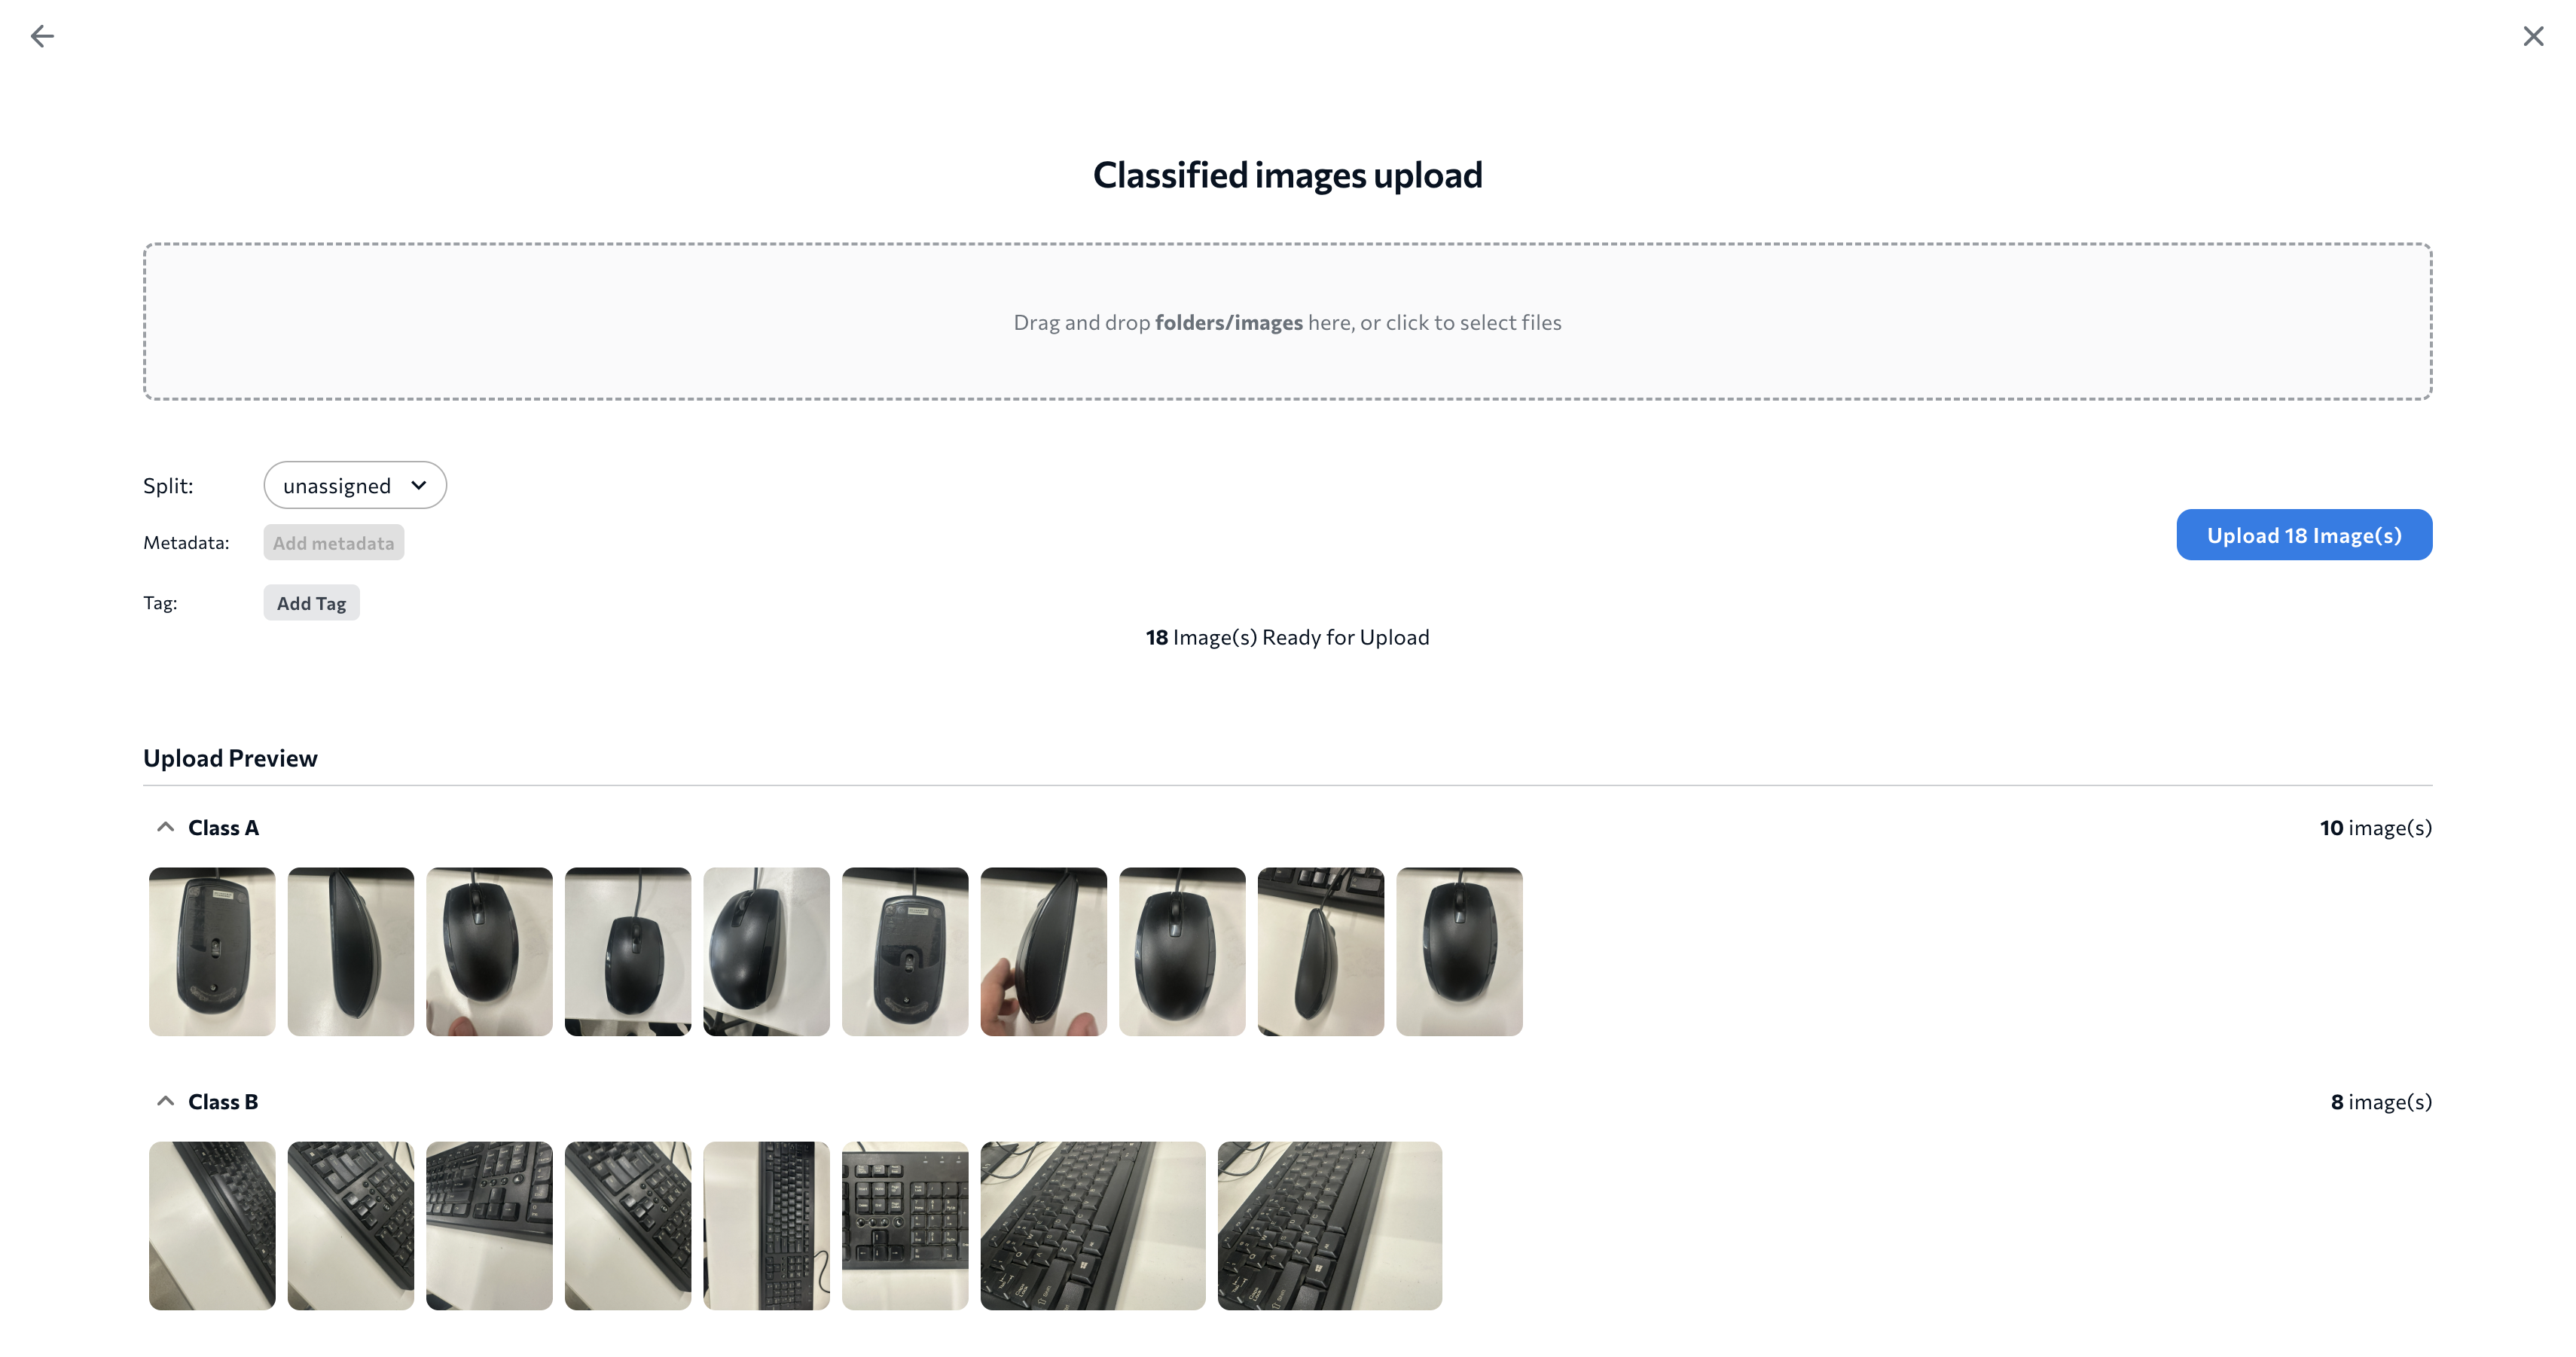 Classified images upload
Drag and drop folders/images here, or click to select files
Split: unassigned
Metadata: Add metadata
Upload 18 Image(s)
Tag: Add Tag
18 Image(s) Ready for Upload
Upload Preview
Class A 10 image(s)
Class B 8 image(s)